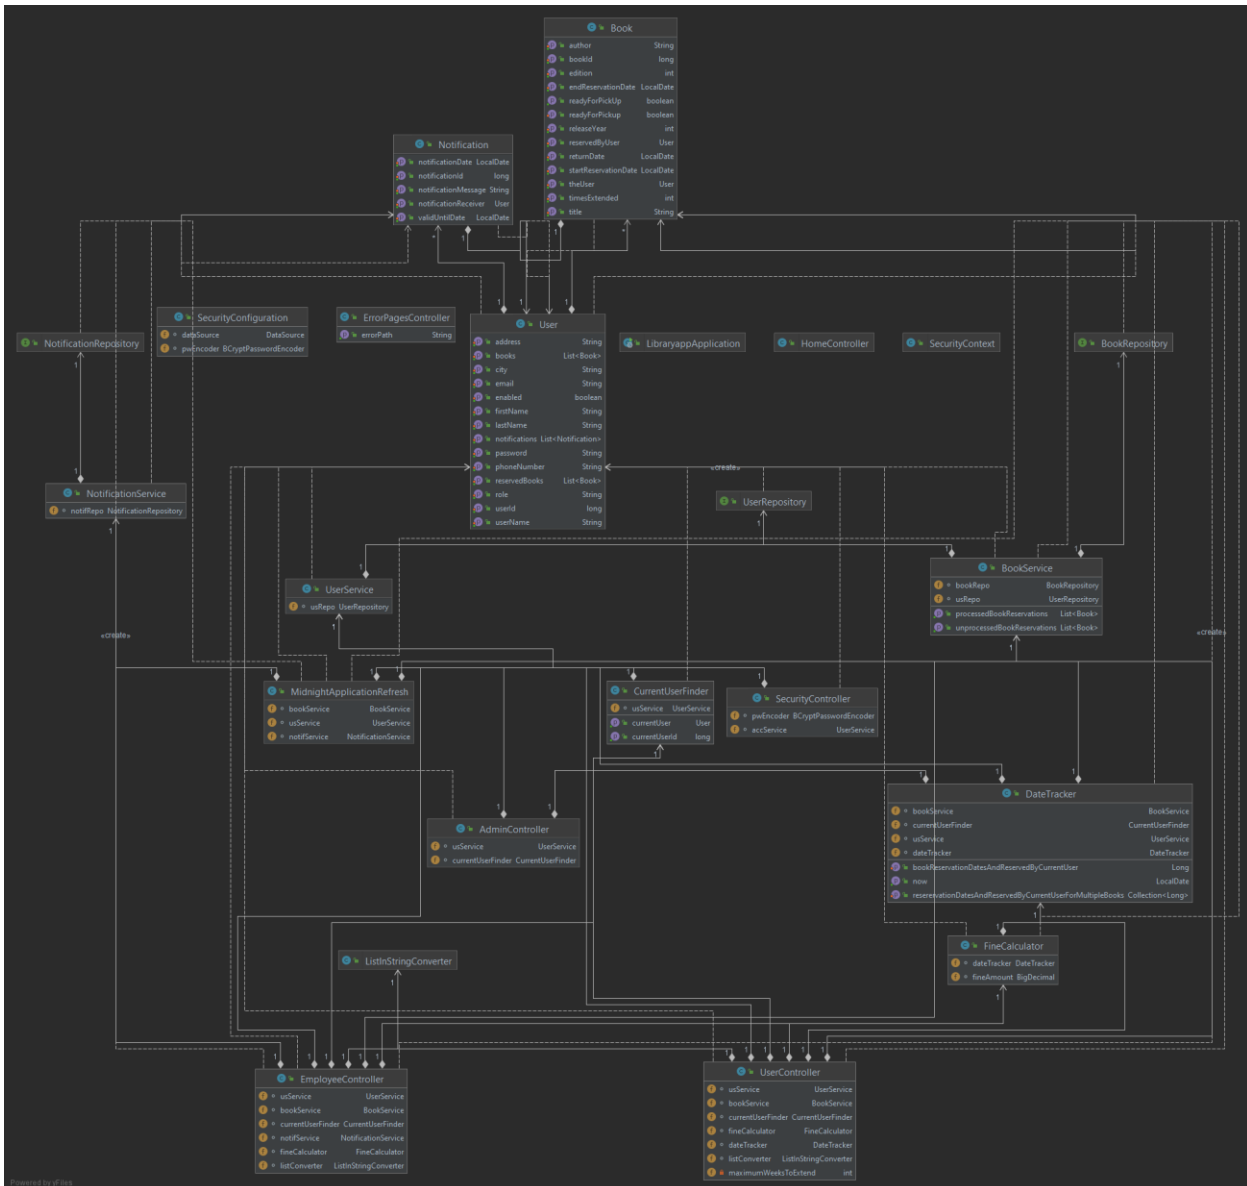 Book
author String
bookId long
edition int
endReservationDate LocalDate
readyForPickUp boolean
readyForPickup boolean
releaseYear int
reservedByUser User
returnDate LocalDate
startReservationDate LocalDate
theUser User
timesExtended int
title String
Notification
notificationDate LocalDate
notificationId long
notificationMessage String
notificationReceiver User
validUntilDate LocalDate
SecurityConfiguration
dataSource DataSource
pwEncoder BCryptPasswordEncoder
ErrorPagesController
errorPath String
NotificationRepository
LibraryappApplication
HomeController
SecurityContext
BookRepository
User
address String
books List<Book>
city String
email String
enabled boolean
firstName String
lastName String
notifications List<Notification>
password String
phoneNumber String
reservedBooks List<Book>
role String
userId long
userName String
«create»
NotificationService
notifRepo NotificationRepository
UserRepository
UserService
usRepo UserRepository
BookService
bookRepo BookRepository
usRepo UserRepository
processedBookReservations List<Book>
unprocessedBookReservations List<Book>
«create»
«create»
MidnightApplicationRefresh
bookService BookService
usService UserService
notifService NotificationService
CurrentUserFinder
usService UserService
currentUser User
currentUserId long
SecurityController
pwEncoder BCryptPasswordEncoder
accService UserService
DateTracker
bookService BookService
currentUserFinder CurrentUserFinder
usService UserService
dateTracker DateTracker
bookReservationDatesAndReservedByCurrentUser Long
now LocalDate
reserervationDatesAndReservedByCurrentUserForMultipleBooks Collection<Long>
AdminController
usService UserService
currentUserFinder CurrentUserFinder
FineCalculator
dateTracker DateTracker
fineAmount BigDecimal
ListInStringConverter
EmployeeController
usService UserService
bookService BookService
currentUserFinder CurrentUserFinder
notifService NotificationService
fineCalculator FineCalculator
listConverter ListInStringConverter
UserController
usService UserService
bookService BookService
currentUserFinder CurrentUserFinder
fineCalculator FineCalculator
dateTracker DateTracker
listConverter ListInStringConverter
maximumWeeksToExtend int
Powered by yFiles